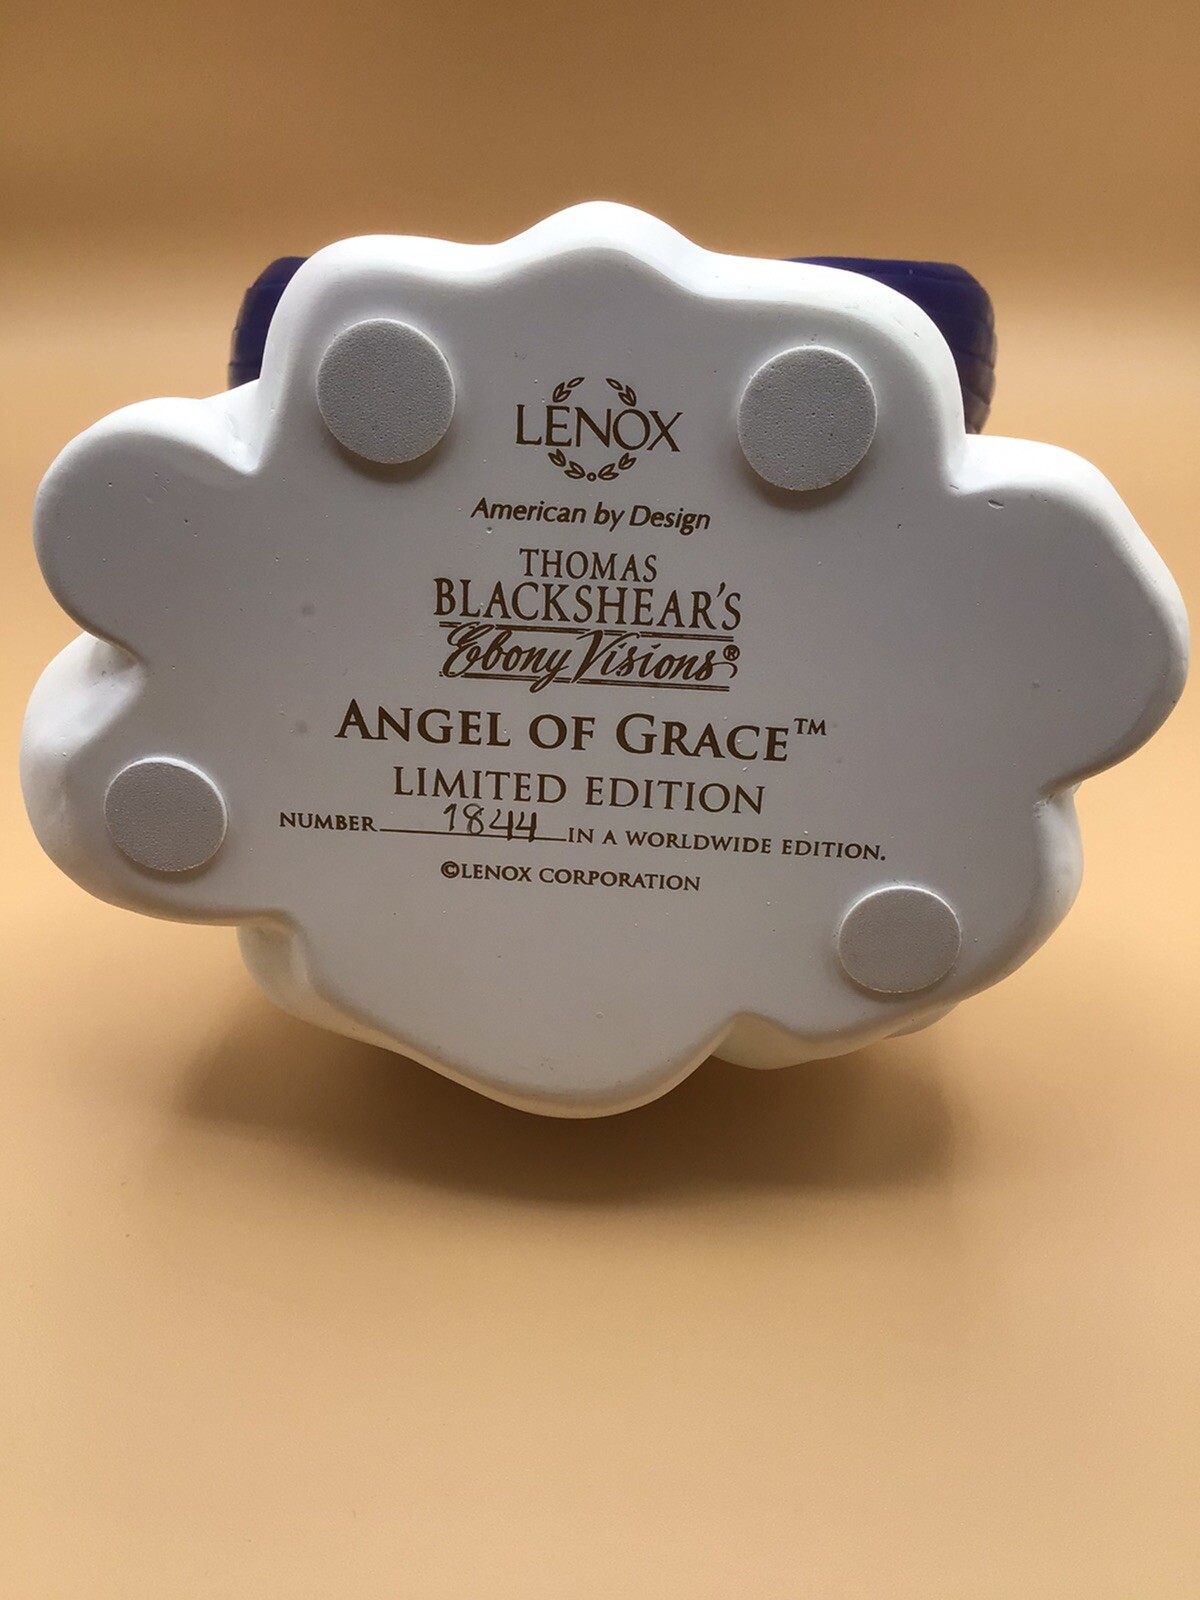 LENOX
American by Design
THOMAS
BLACKSHEAR'S
Ebony Visions®
ANGEL OF GRACE™
LIMITED EDITION
NUMBER 1844 IN A WORLDWIDE EDITION.
©LENOX CORPORATION